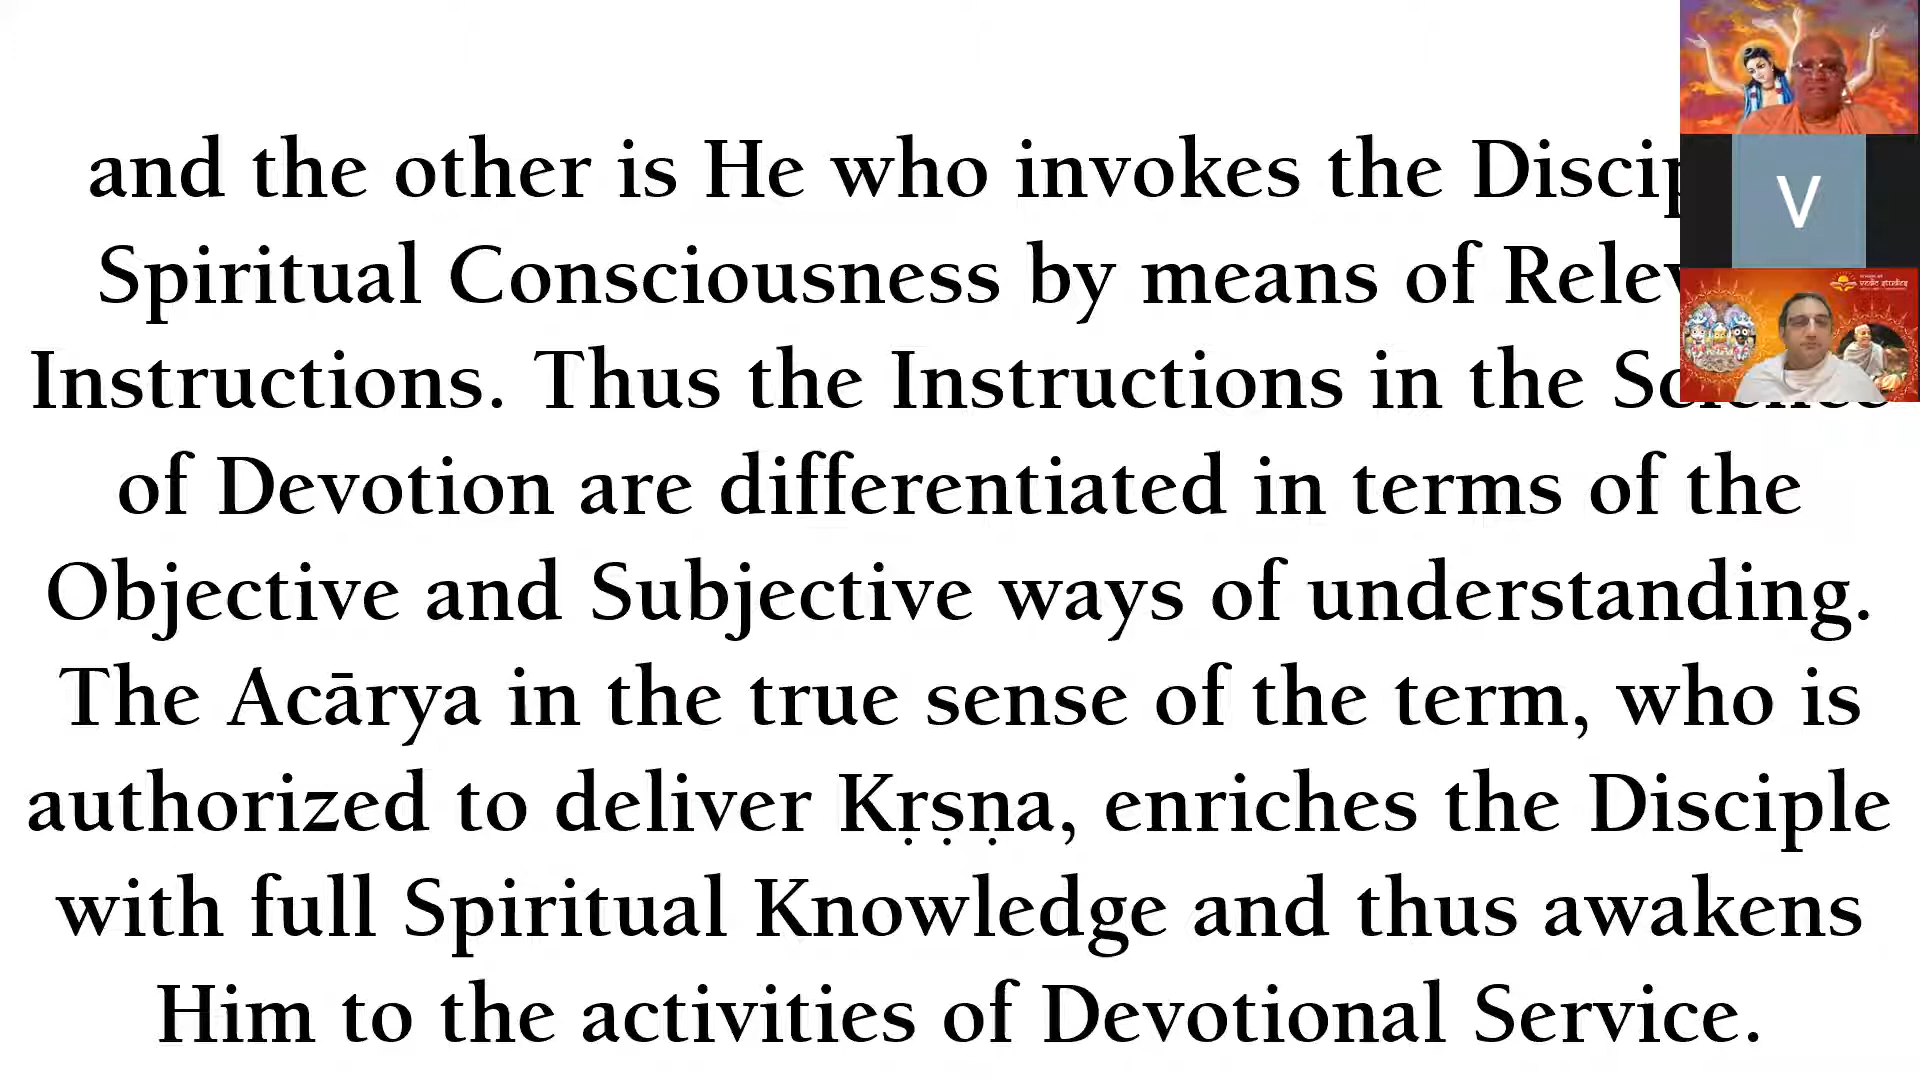 and the other is He who invokes the
Spiritual Consciousness by means of
Instructions. Thus the Instructions in the
of Devotion are differentiated in terms of the
Objective and Subjective ways of understanding.
The Acārya in the true sense of the term, who is
authorized to deliver Kṛṣṇa, enriches the Disciple
with full Spiritual Knowledge and thus awakens
Him to the activities of Devotional Service.
V
vedic studies